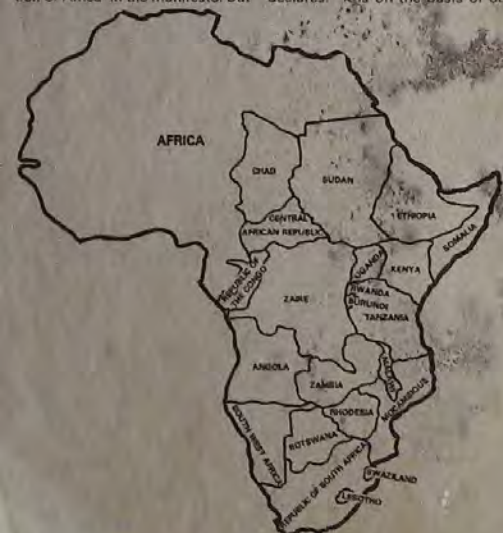 AFRICA
CHAD
SUDAN
ETHIOPIA
SOMALIA
CENTRAL
AFRICAN REPUBLIC
REPUBLIC OF
THE CONGO
UGANDA
KENYA
ZAIRE
RWANDA
BURUNDI
TANZANIA
ANGOLA
ZAMBIA
MALAWI
MOCAMBIQUE
RHODESIA
SOUTH WEST AFRICA
BOTSWANA
REPUBLIC OF SOUTH AFRICA
SWAZILAND
LESOTHO